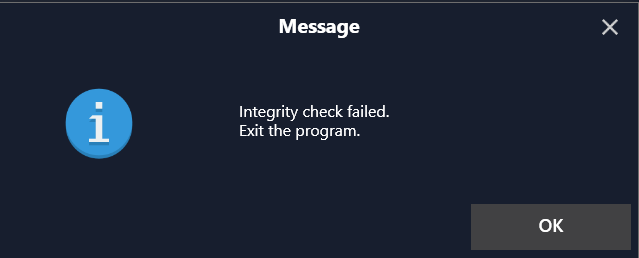 Message
Integrity check failed.
Exit the program.
OK